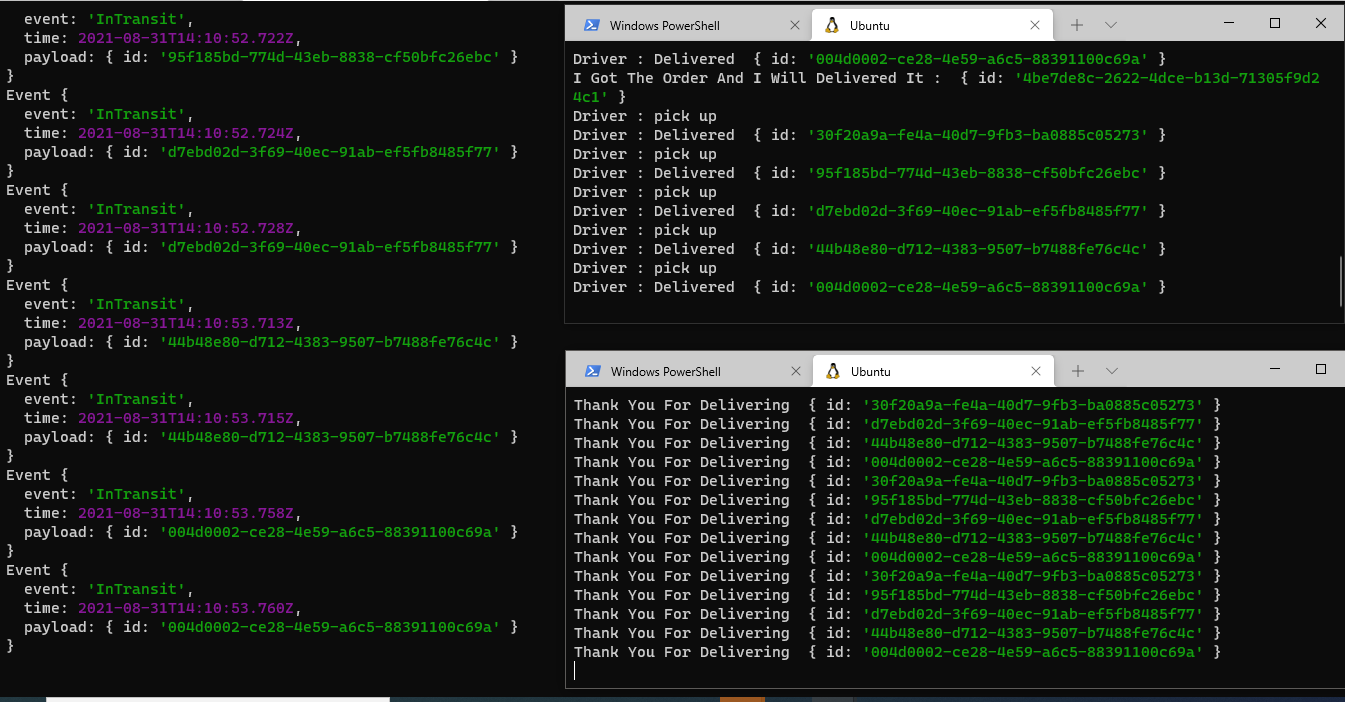 event: 'InTransit',
  time: 2021-08-31T14:10:52.722Z,
  payload: { id: '95f185bd-774d-43eb-8838-cf50bfc26ebc' }
}
Event {
  event: 'InTransit',
  time: 2021-08-31T14:10:52.724Z,
  payload: { id: 'd7ebd02d-3f69-40ec-91ab-ef5fb8485f77' }
}
Event {
  event: 'InTransit',
  time: 2021-08-31T14:10:52.728Z,
  payload: { id: 'd7ebd02d-3f69-40ec-91ab-ef5fb8485f77' }
}
Event {
  event: 'InTransit',
  time: 2021-08-31T14:10:53.713Z,
  payload: { id: '44b48e80-d712-4383-9507-b7488fe76c4c' }
}
Event {
  event: 'InTransit',
  time: 2021-08-31T14:10:53.715Z,
  payload: { id: '44b48e80-d712-4383-9507-b7488fe76c4c' }
}
Event {
  event: 'InTransit',
  time: 2021-08-31T14:10:53.758Z,
  payload: { id: '004d0002-ce28-4e59-a6c5-88391100c69a' }
}
Event {
  event: 'InTransit',
  time: 2021-08-31T14:10:53.760Z,
  payload: { id: '004d0002-ce28-4e59-a6c5-88391100c69a' }
}
Windows PowerShell
Ubuntu
Driver : Delivered  { id: '004d0002-ce28-4e59-a6c5-88391100c69a' }
I Got The Order And I Will Delivered It :  { id: '4be7de8c-2622-4dce-b13d-71305f9d2
4c1' }
Driver : pick up
Driver : Delivered  { id: '30f20a9a-fe4a-40d7-9fb3-ba0885c05273' }
Driver : pick up
Driver : Delivered  { id: '95f185bd-774d-43eb-8838-cf50bfc26ebc' }
Driver : pick up
Driver : Delivered  { id: 'd7ebd02d-3f69-40ec-91ab-ef5fb8485f77' }
Driver : pick up
Driver : Delivered  { id: '44b48e80-d712-4383-9507-b7488fe76c4c' }
Driver : pick up
Driver : Delivered  { id: '004d0002-ce28-4e59-a6c5-88391100c69a' }
Windows PowerShell
Ubuntu
Thank You For Delivering  { id: '30f20a9a-fe4a-40d7-9fb3-ba0885c05273' }
Thank You For Delivering  { id: 'd7ebd02d-3f69-40ec-91ab-ef5fb8485f77' }
Thank You For Delivering  { id: '44b48e80-d712-4383-9507-b7488fe76c4c' }
Thank You For Delivering  { id: '004d0002-ce28-4e59-a6c5-88391100c69a' }
Thank You For Delivering  { id: '30f20a9a-fe4a-40d7-9fb3-ba0885c05273' }
Thank You For Delivering  { id: '95f185bd-774d-43eb-8838-cf50bfc26ebc' }
Thank You For Delivering  { id: 'd7ebd02d-3f69-40ec-91ab-ef5fb8485f77' }
Thank You For Delivering  { id: '44b48e80-d712-4383-9507-b7488fe76c4c' }
Thank You For Delivering  { id: '004d0002-ce28-4e59-a6c5-88391100c69a' }
Thank You For Delivering  { id: '30f20a9a-fe4a-40d7-9fb3-ba0885c05273' }
Thank You For Delivering  { id: '95f185bd-774d-43eb-8838-cf50bfc26ebc' }
Thank You For Delivering  { id: 'd7ebd02d-3f69-40ec-91ab-ef5fb8485f77' }
Thank You For Delivering  { id: '44b48e80-d712-4383-9507-b7488fe76c4c' }
Thank You For Delivering  { id: '004d0002-ce28-4e59-a6c5-88391100c69a' }